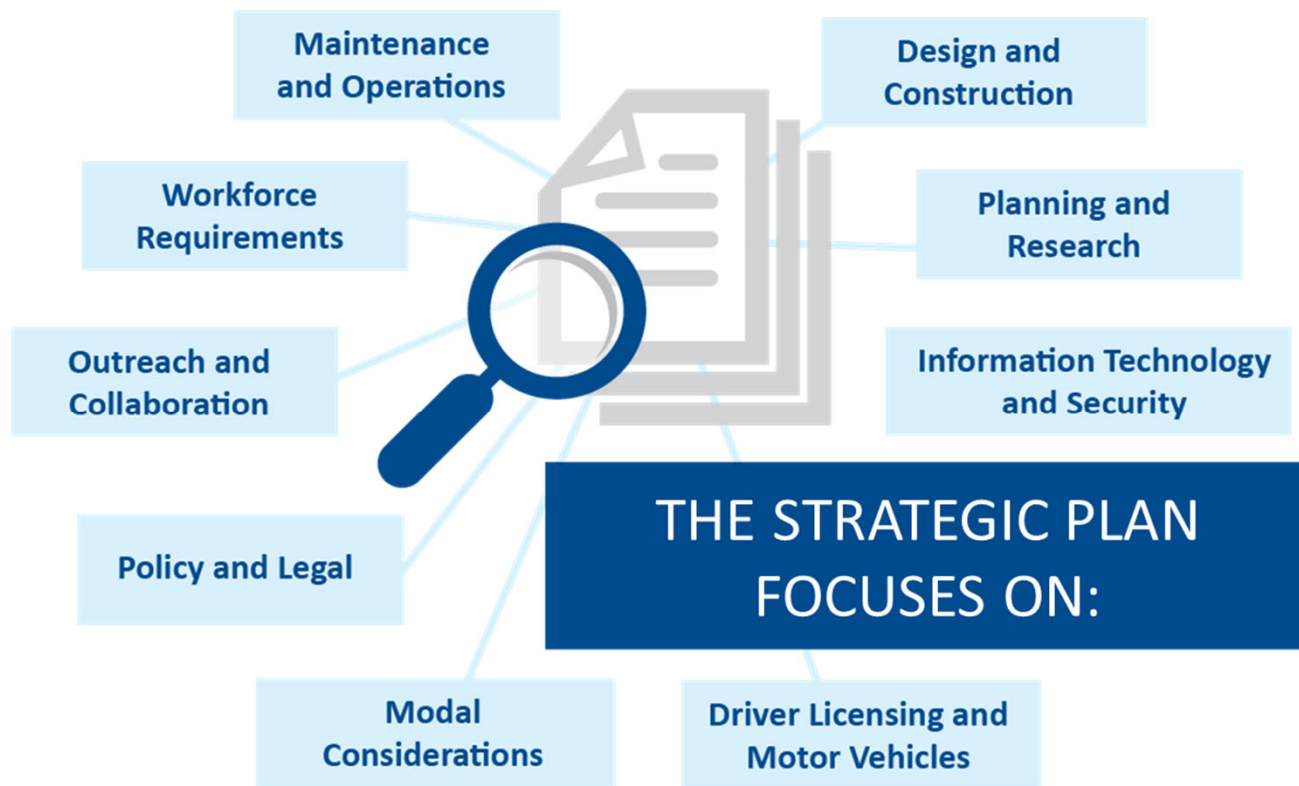 Maintenance
and Operations
Design and
Construction
Workforce
Requirements
Planning and
Research
Outreach and
Collaboration
Information Technology
and Security
THE STRATEGIC PLAN
FOCUSES ON:
Policy and Legal
Modal
Considerations
Driver Licensing and
Motor Vehicles